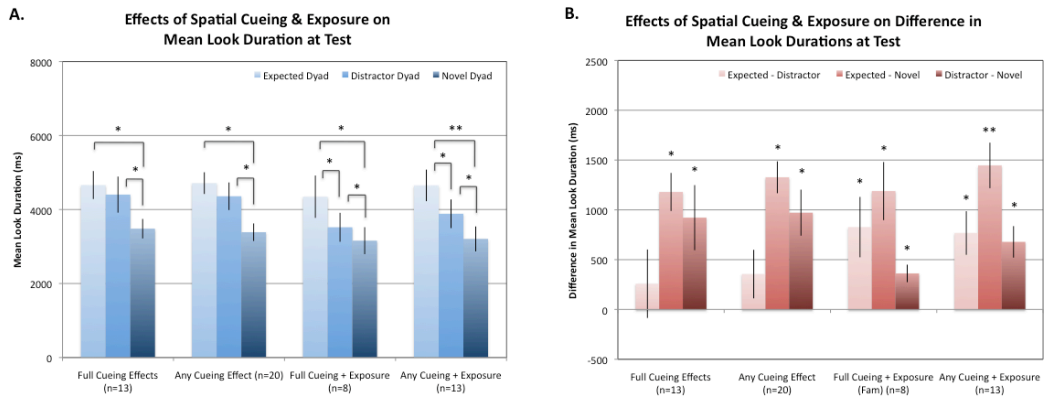 A.
Effects of Spatial Cueing & Exposure on
Mean Look Duration at Test
8000
6000
4000
2000
0
Mean Look Duration (ms)
Expected Dyad
Distractor Dyad
Novel Dyad
*
*
*
*
*
*
*
**
*
*
Full Cueing Effects
(n=13)
Any Cueing Effect (n=20)
Full Cueing + Exposure
(n=8)
Any Cueing + Exposure
(n=13)
B.
Effects of Spatial Cueing & Exposure on Difference in
Mean Look Durations at Test
2500
2000
1500
1000
500
0
-500
Difference in Mean Look Duration (ms)
Expected - Distractor
Expected - Novel
Distractor - Novel
*
*
*
*
*
*
*
*
**
*
Full Cueing Effects
(n=13)
Any Cueing Effect
(n=20)
Full Cueing + Exposure
(Fam) (n=8)
Any Cueing + Exposure
(n=13)